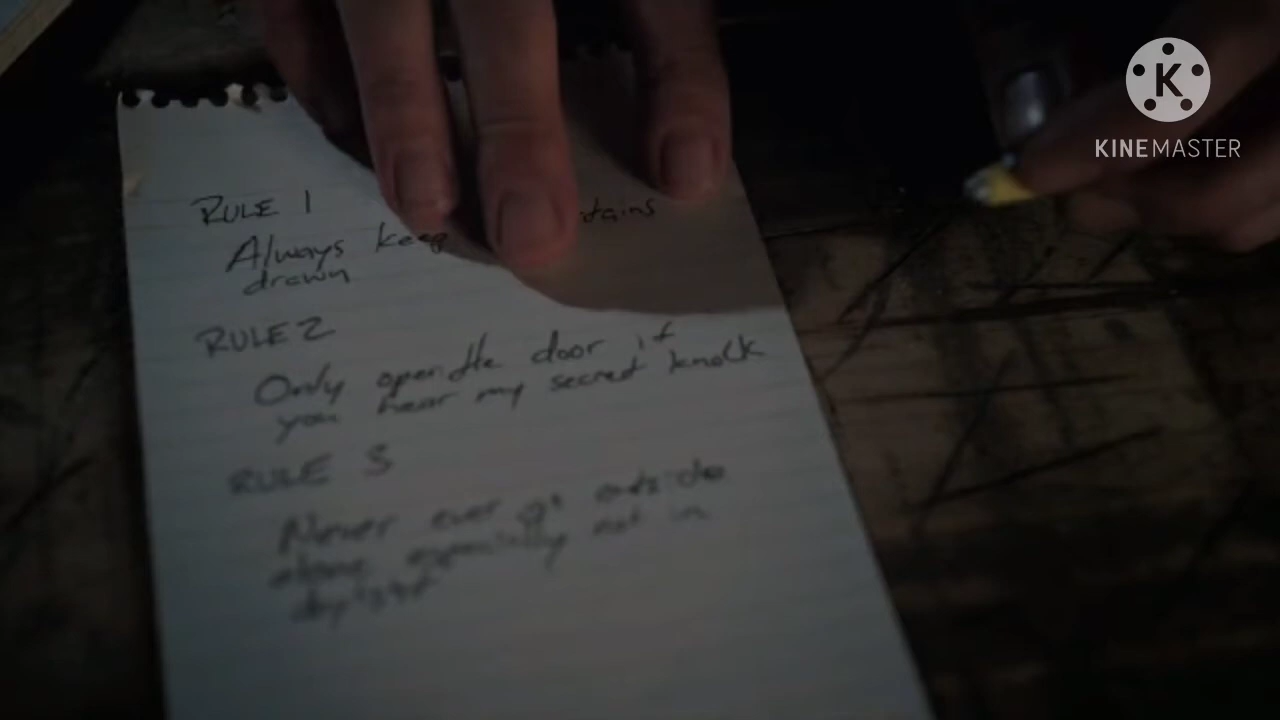 KINEMASTER
RULE 1
Always keep
drawn
RULE 2
Only open the door if
you hear my secret knock
RULE 3
Never ever go outside
alone especially not in
daylight